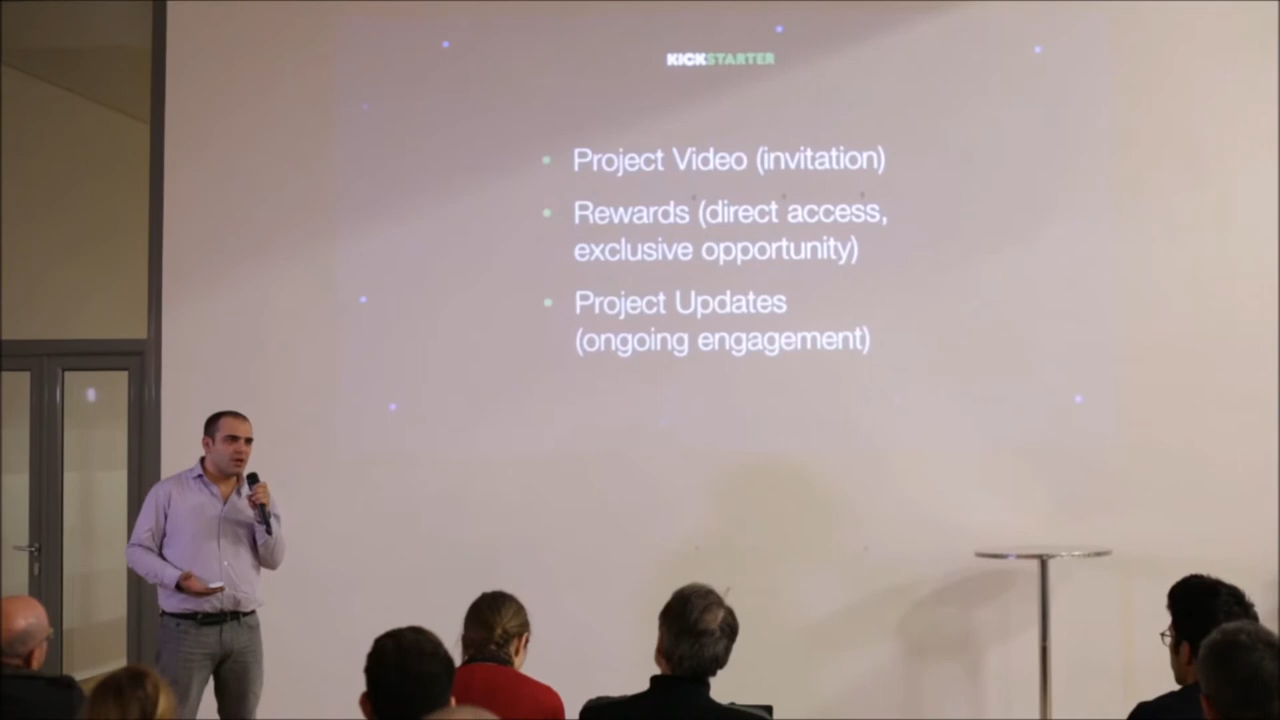 KICKSTARTER
• Project Video (invitation)
• Rewards (direct access,
exclusive opportunity)
• Project Updates
(ongoing engagement)